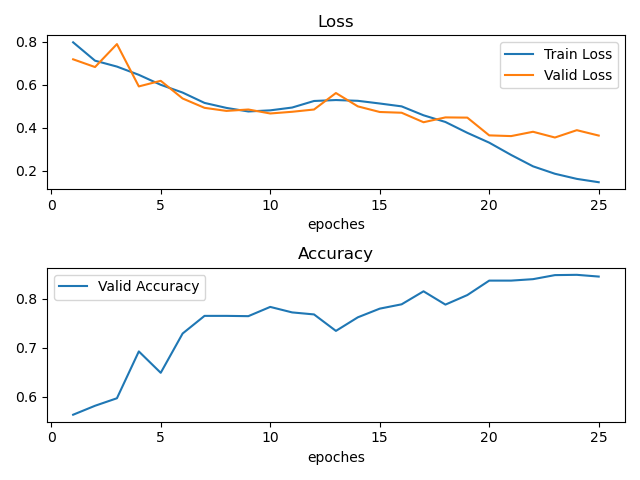 Loss
0.8
0.6
0.4
0.2
Train Loss
Valid Loss
0 5 10 15 20 25
epoches
Accuracy
0.8
0.7
0.6
Valid Accuracy
0 5 10 15 20 25
epoches